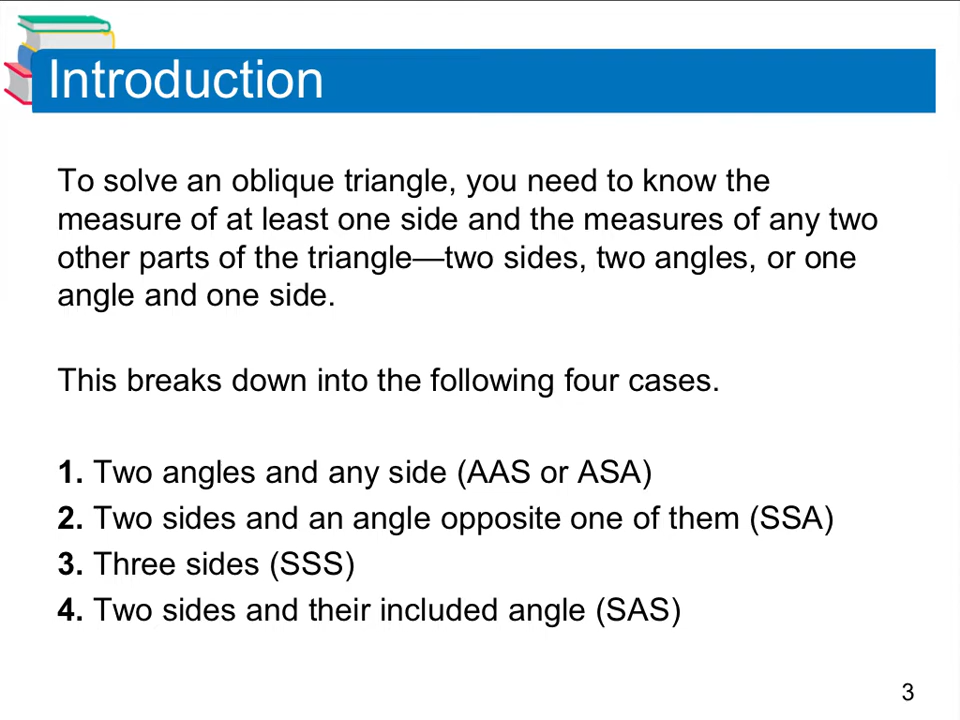 Introduction
To solve an oblique triangle, you need to know the
measure of at least one side and the measures of any two
other parts of the triangle—two sides, two angles, or one
angle and one side.
This breaks down into the following four cases.
1. Two angles and any side (AAS or ASA)
2. Two sides and an angle opposite one of them (SSA)
3. Three sides (SSS)
4. Two sides and their included angle (SAS)
3